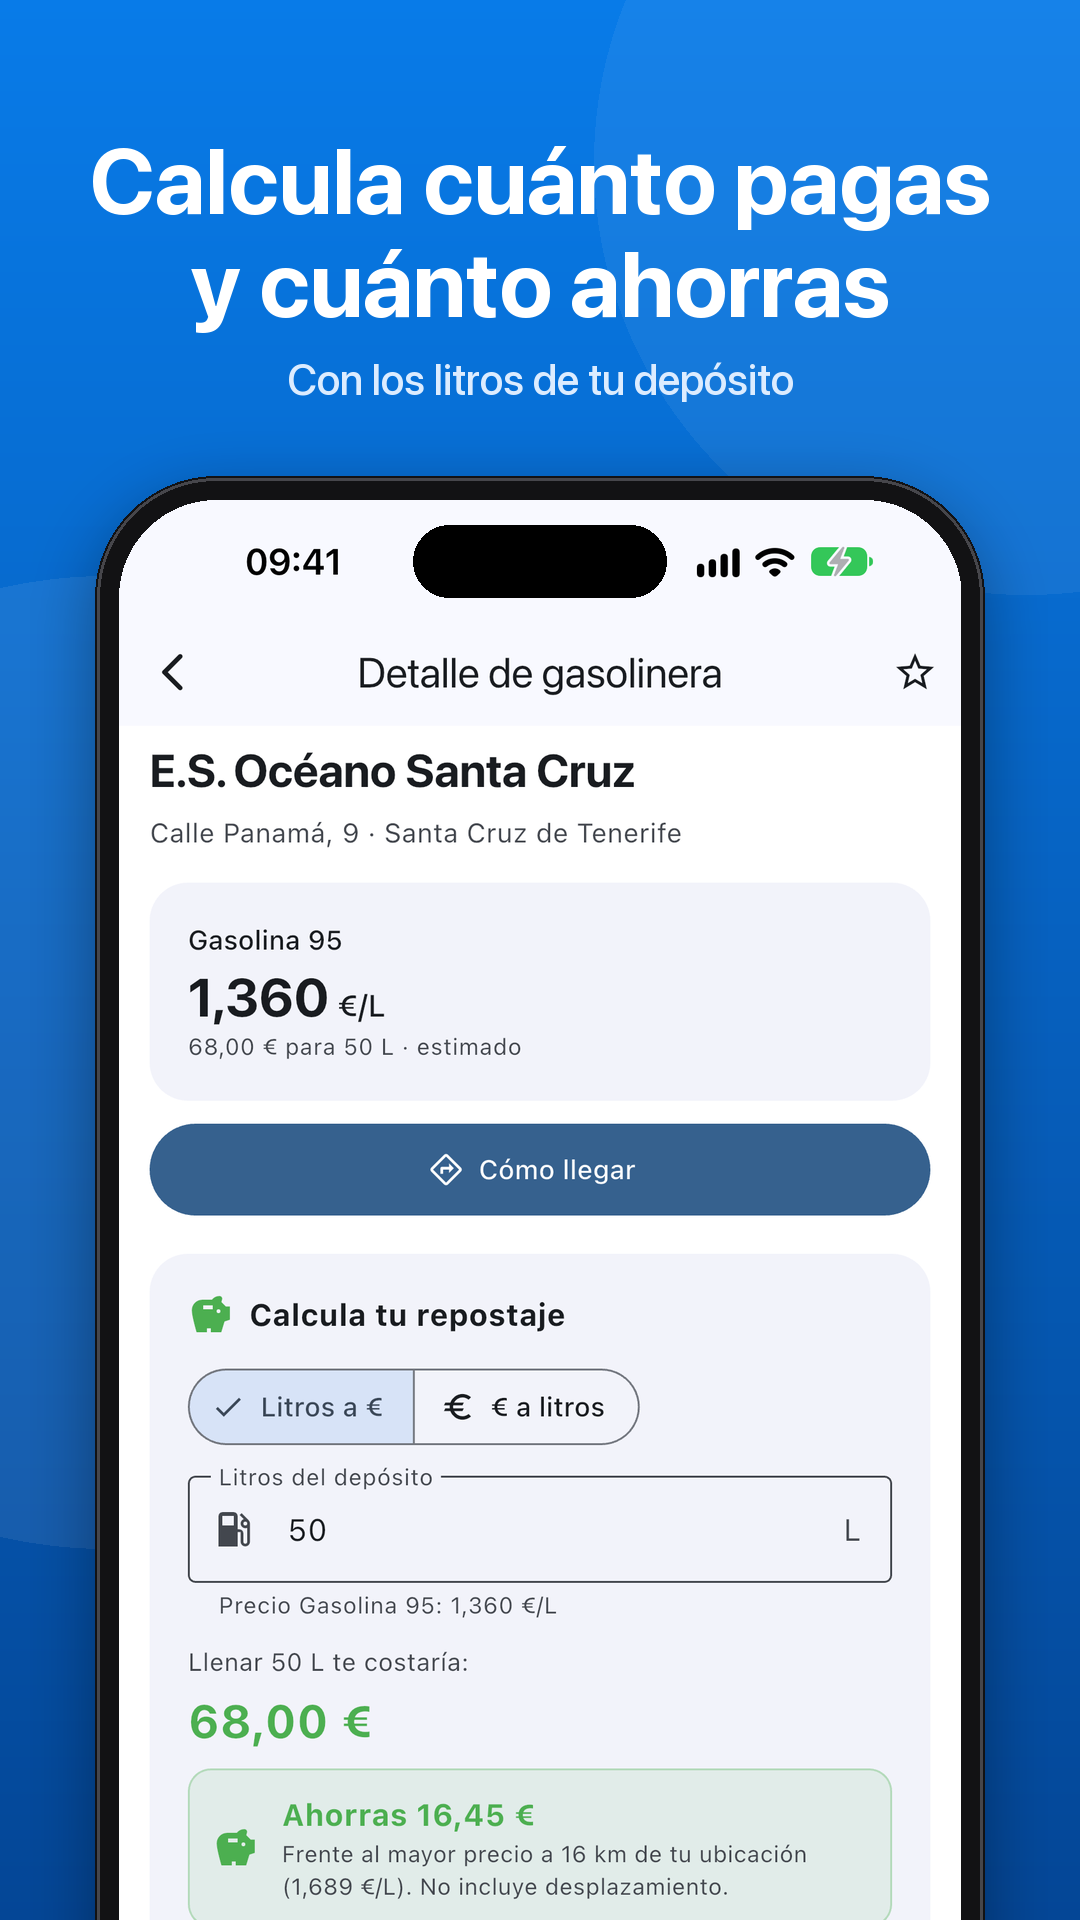 Calcula cuánto pagas
y cuánto ahorras
Con los litros de tu depósito
09:41
Detalle de gasolinera
E.S. Océano Santa Cruz
Calle Panamá, 9 · Santa Cruz de Tenerife
Gasolina 95
1,360 €/L
68,00 € para 50 L · estimado
Cómo llegar
Calcula tu repostaje
Litros a €
€ € a litros
Litros del depósito
50 L
Precio Gasolina 95: 1,360 €/L
Llenar 50 L te costaría:
68,00 €
Ahorras 16,45 €
Frente al mayor precio a 16 km de tu ubicación
(1,689 €/L). No incluye desplazamiento.